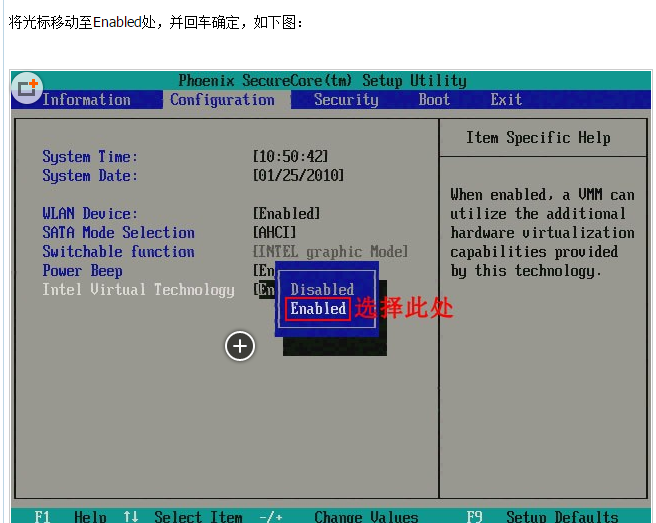 将光标移动至Enabled处，并回车确定，如下图：
Phoenix SecureCore(tm) Setup Utility
Information Configuration Security Boot Exit
Item Specific Help
System Time: [10:50:42]
System Date: [01/25/2010]
WLAN Device: [Enabled]
SATA Mode Selection [AHCI]
Switchable function [INTEL graphic Mode]
Power Beep [En
Intel Virtual Technology [En
Disabled
Enabled 选择此处
When enabled, a VMM can
utilize the additional
hardware virtualization
capabilities provided
by this technology.
F1 Help ↑↓ Select Item -/+ Change Values F9 Setup Defaults